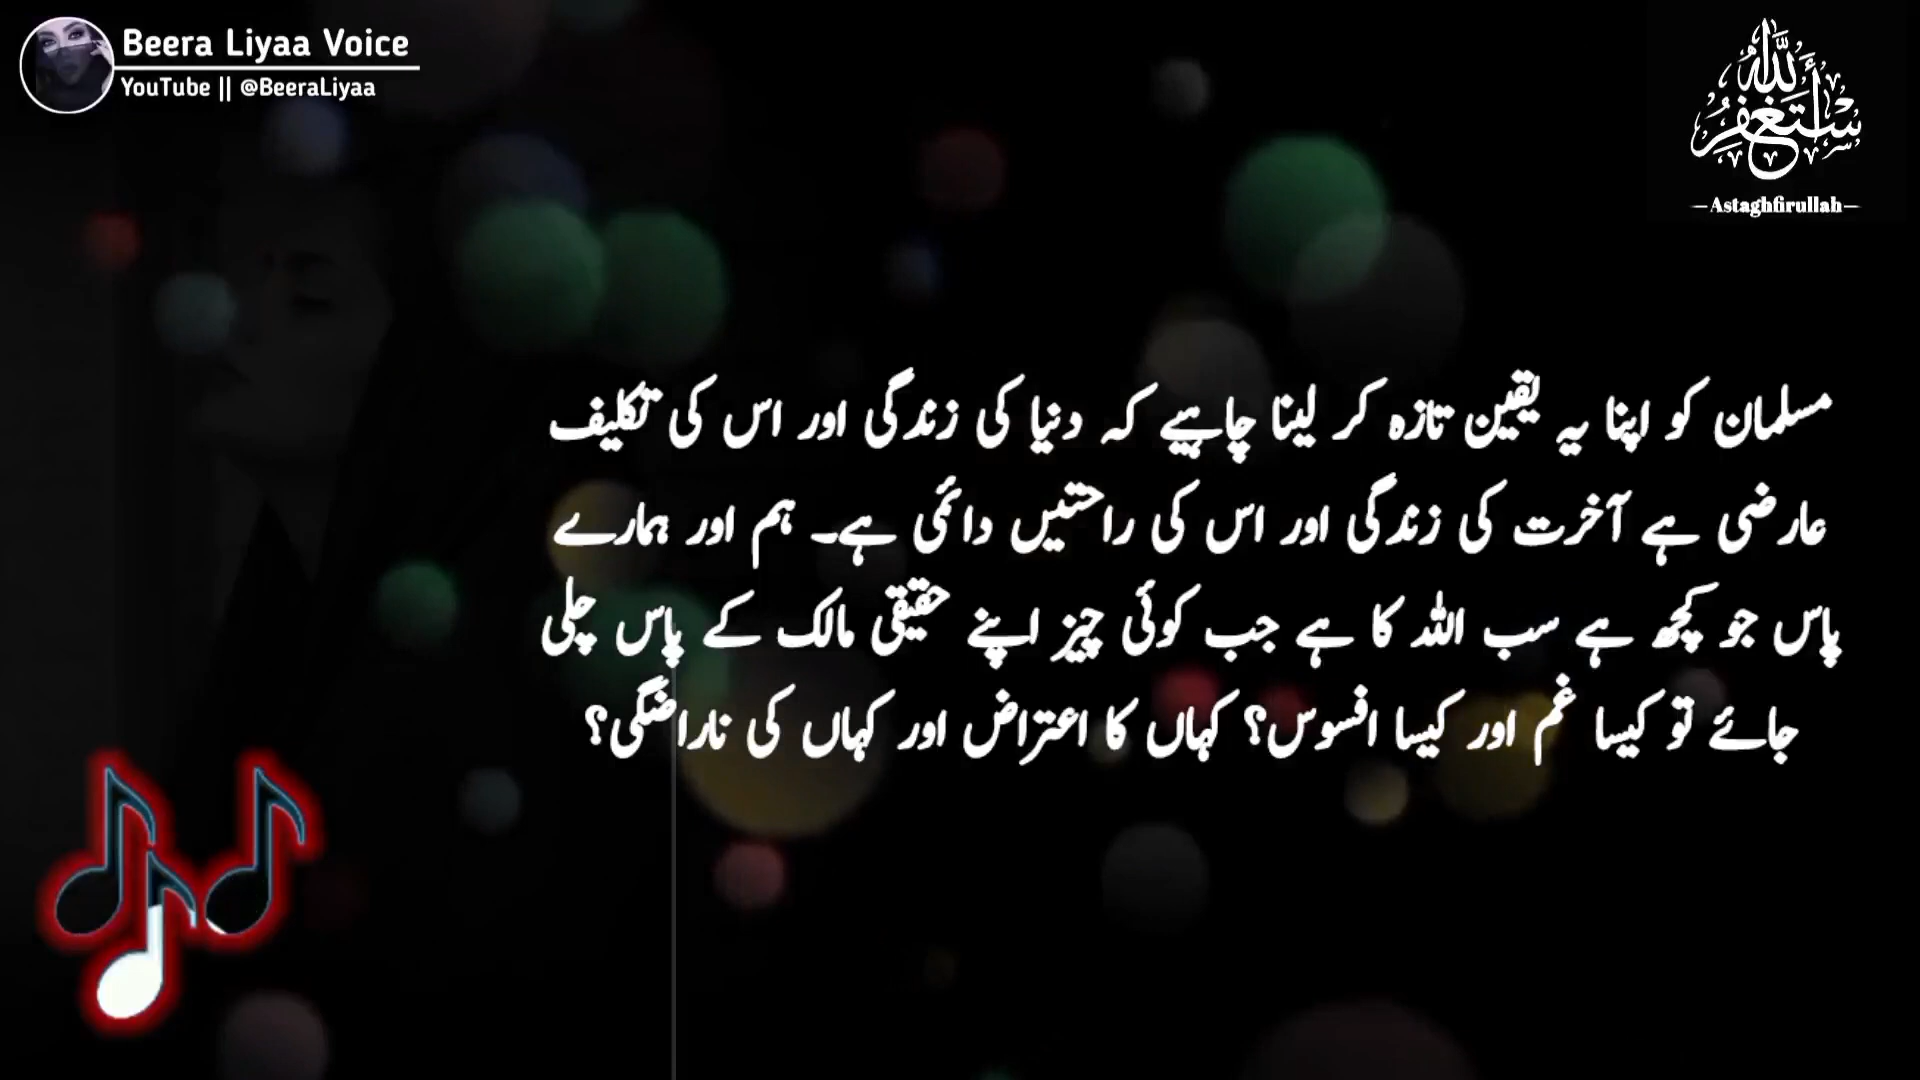 Beera Liyaa Voice
YouTube || @BeeraLiyaa
أَستَغفِرُ اللّٰه
—Astaghfirullah—
مسلمان کو اپنا یہ یقین تازہ کر لینا چاہیے کہ دنیا کی زندگی اور اس کی تکلیف
عارضی ہے آخرت کی زندگی اور اس کی راحتیں دائمی ہے۔ ہم اور ہمارے
پاس جو کچھ ہے سب اللہ کا ہے جب کوئی چیز اپنے حقیقی مالک کے پاس چلی
جائے تو کیسا غم اور کیسا افسوس؟ کہاں کا اعتراض اور کہاں کی ناراضگی؟